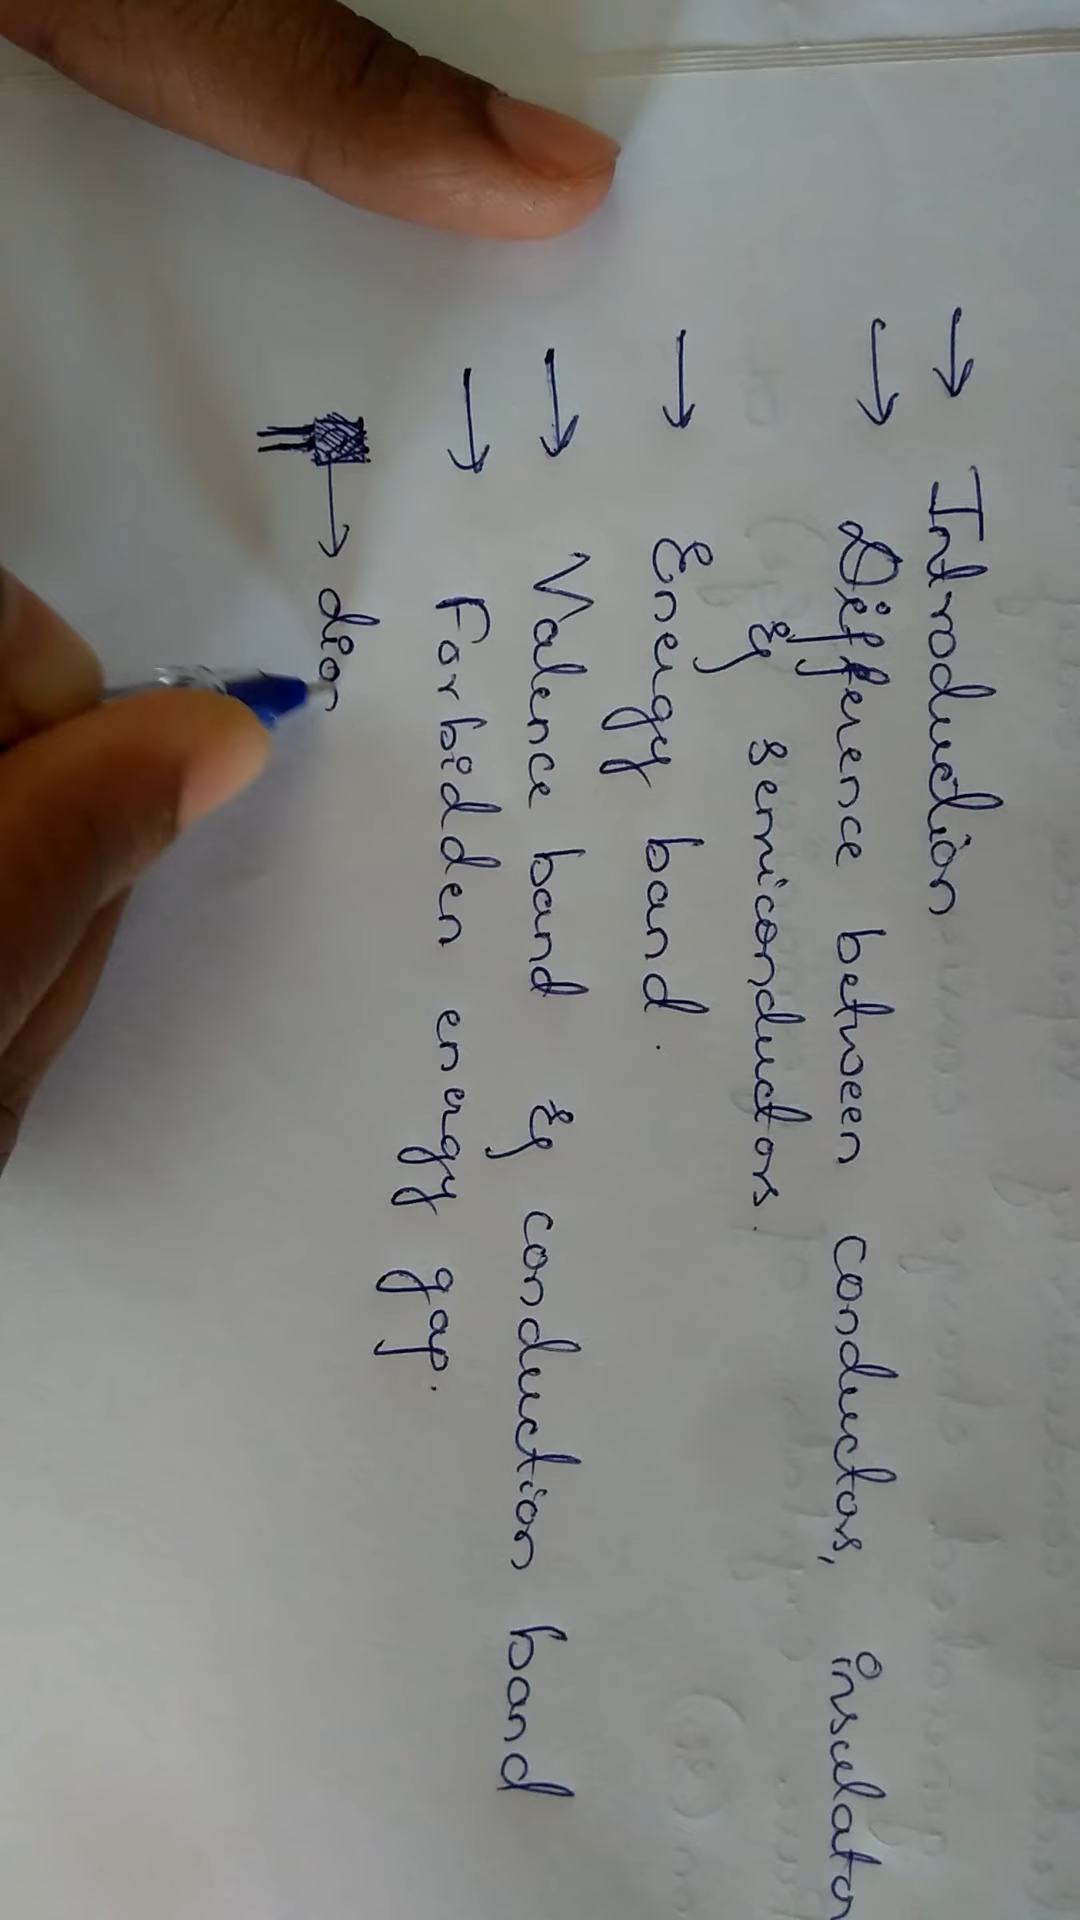 → Introduction
→ Difference between conductors, insulator
& semiconductors.
→ Energy band.
→ Valence band & conduction band
→ Forbidden energy gap.
→ dio